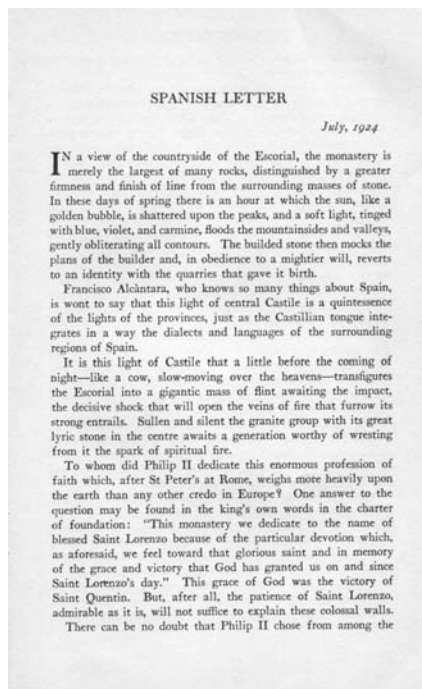 SPANISH LETTER
July, 1924
IN a view of the countryside of the Escorial, the monastery is
merely the largest of many rocks, distinguished by a greater
firmness and finish of line from the surrounding masses of stone.
In these days of spring there is an hour at which the sun, like a
golden bubble, is shattered upon the peaks, and a soft light, tinged
with blue, violet, and carmine, floods the mountainsides and valleys,
gently obliterating all contours. The builded stone then mocks the
plans of the builder and, in obedience to a mightier will, reverts
to an identity with the quarries that gave it birth.
Francisco Alcàntara, who knows so many things about Spain,
is wont to say that this light of central Castile is a quintessence
of the lights of the provinces, just as the Castillian tongue inte-
grates in a way the dialects and languages of the surrounding
regions of Spain.
It is this light of Castile that a little before the coming of
night—like a cow, slow-moving over the heavens—transfigures
the Escorial into a gigantic mass of flint awaiting the impact,
the decisive shock that will open the veins of fire that furrow its
strong entrails. Sullen and silent the granite group with its great
lyric stone in the centre awaits a generation worthy of wresting
from it the spark of spiritual fire.
To whom did Philip II dedicate this enormous profession of
faith which, after St Peter's at Rome, weighs more heavily upon
the earth than any other credo in Europe? One answer to the
question may be found in the king's own words in the charter
of foundation: "This monastery we dedicate to the name of
blessed Saint Lorenzo because of the particular devotion which,
as aforesaid, we feel toward that glorious saint and in memory
of the grace and victory that God has granted us on and since
Saint Lorenzo's day." This grace of God was the victory of
Saint Quentin. But, after all, the patience of Saint Lorenzo,
admirable as it is, will not suffice to explain these colossal walls.
There can be no doubt that Philip II chose from among the